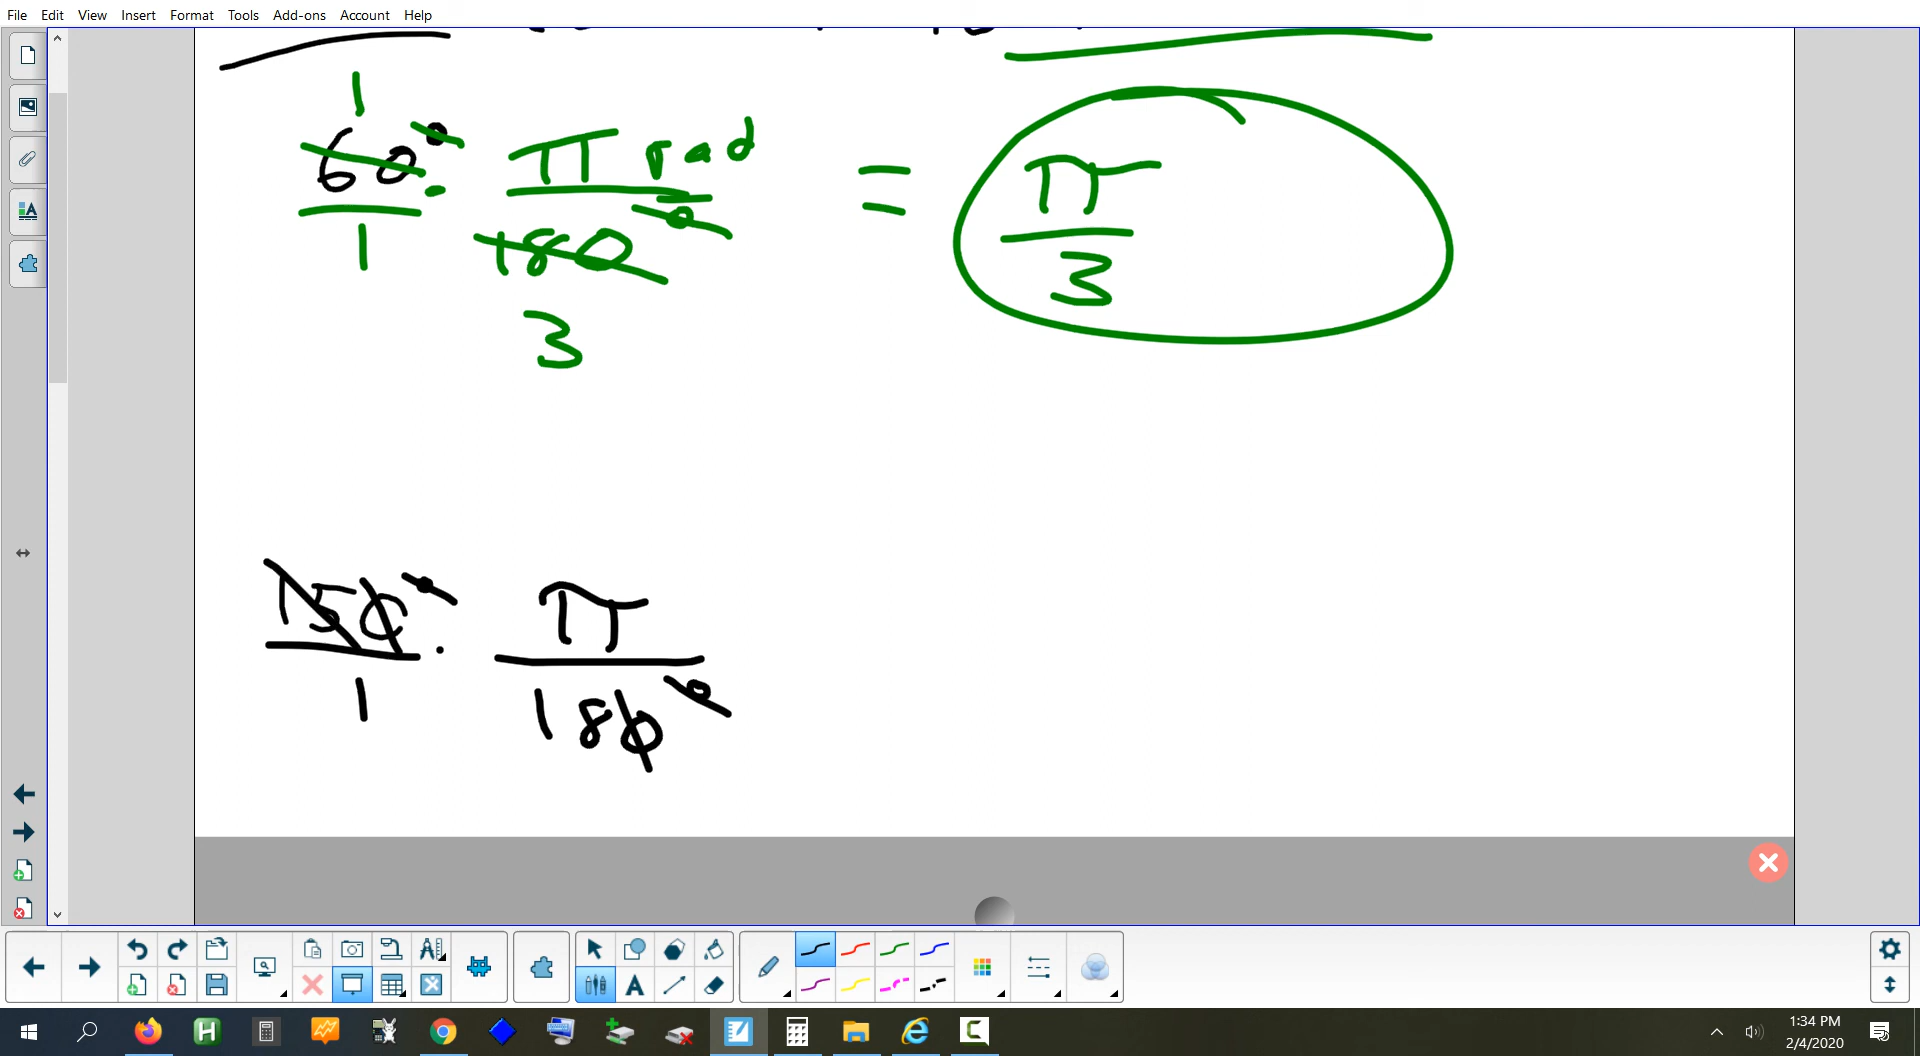 File Edit View Insert Format Tools Add-ons Account Help
1
60° · π rad = π
1 180° 3
3
150° · π
1 180°
A
A
H
C
1:34 PM
2/4/2020